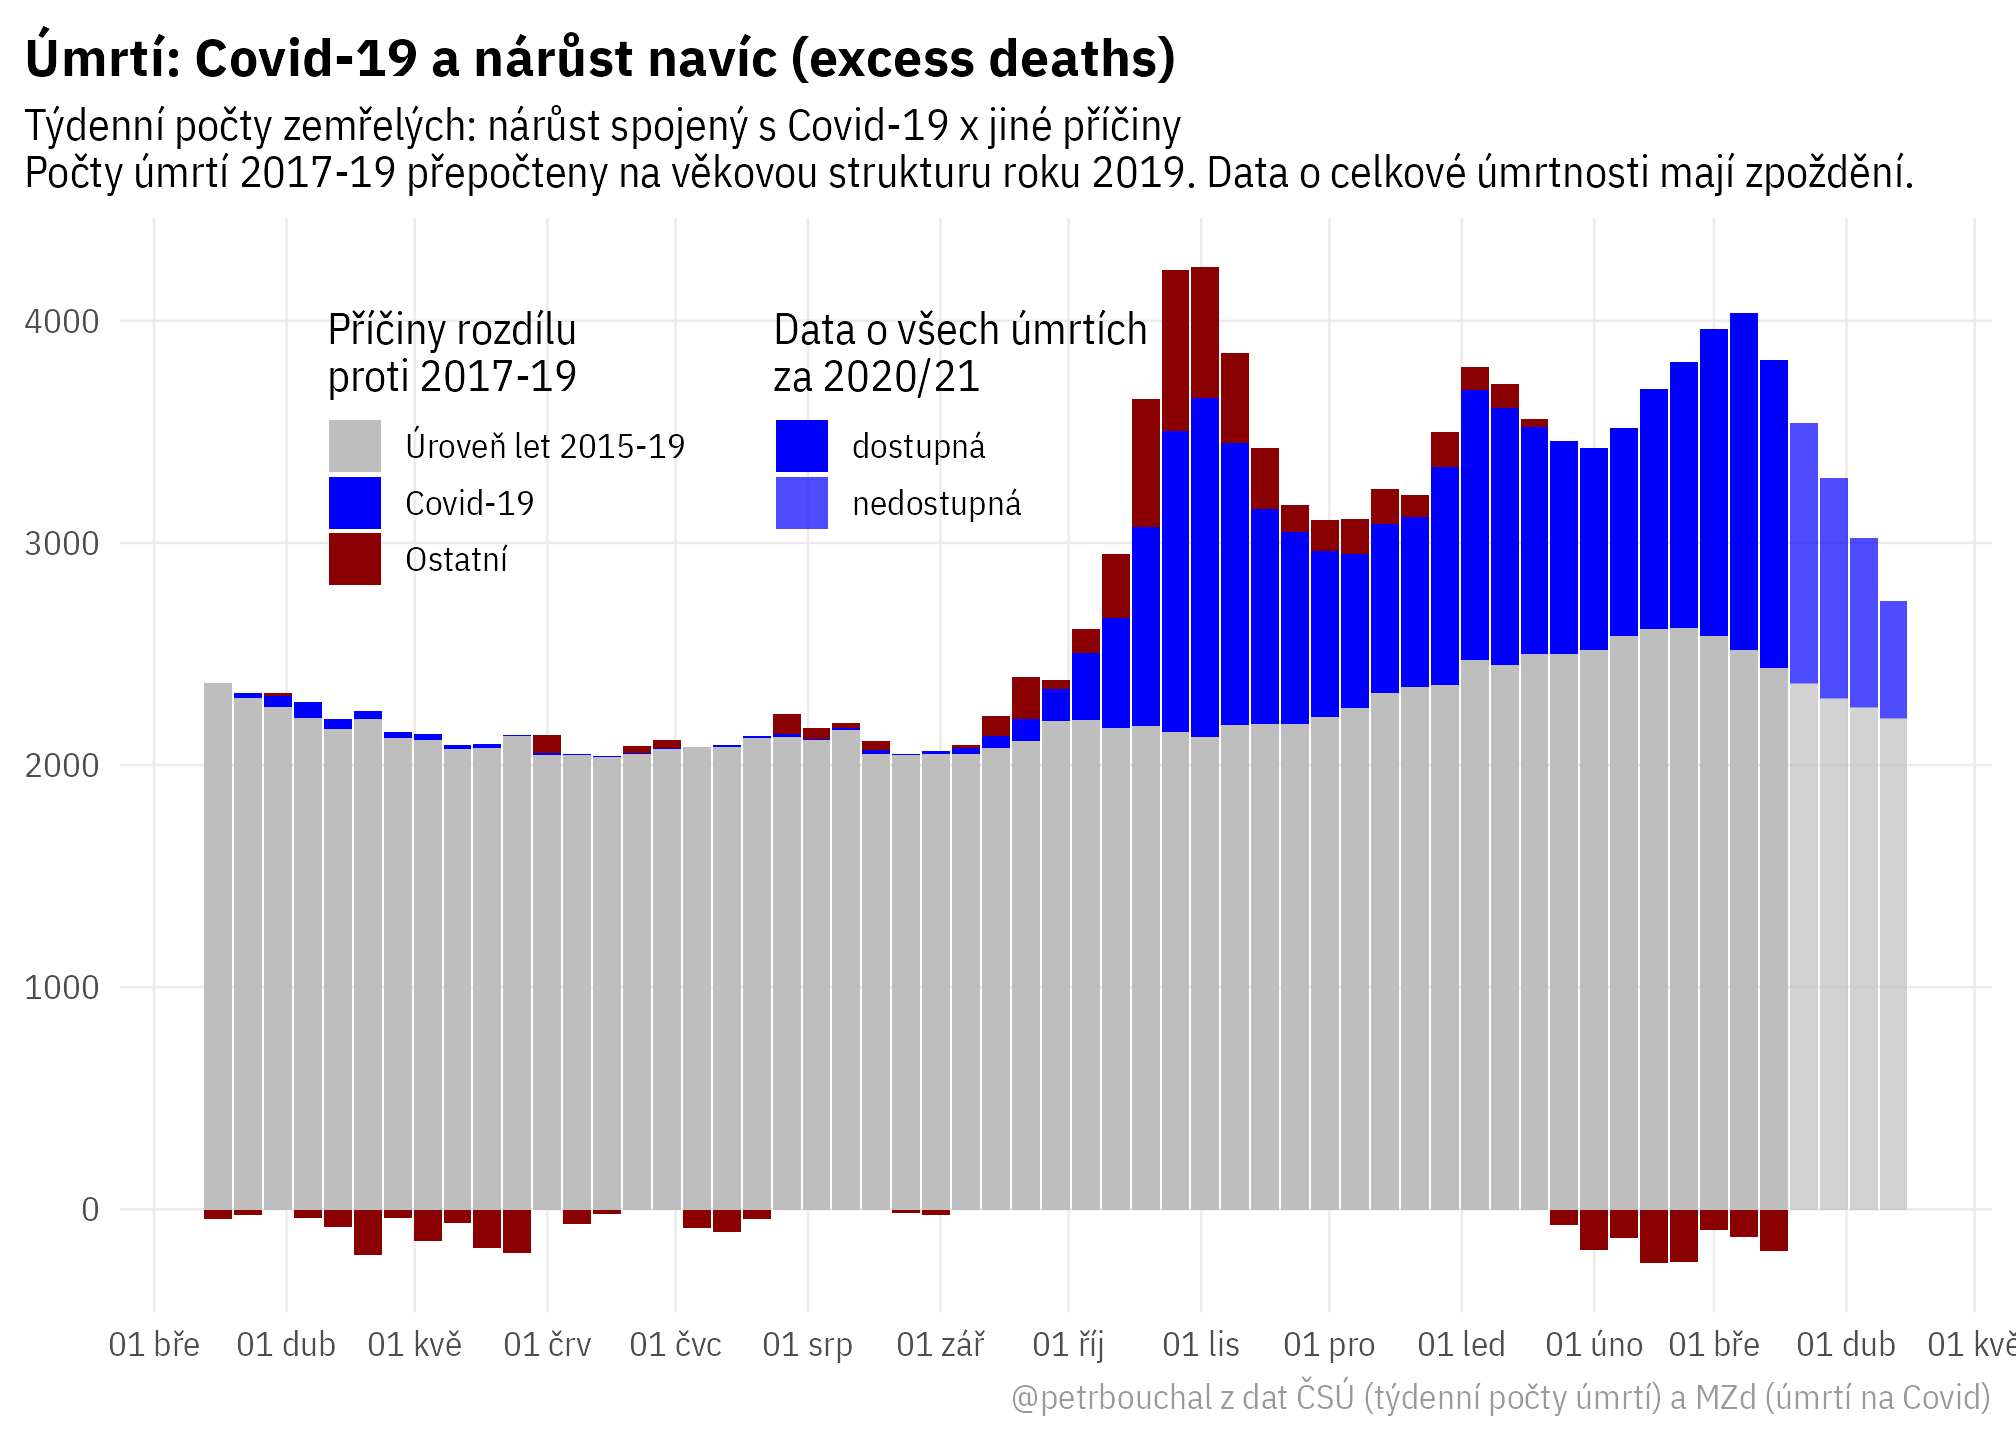 Úmrtí: Covid-19 a nárůst navíc (excess deaths)
Týdenní počty zemřelých: nárůst spojený s Covid-19 x jiné příčiny
Počty úmrtí 2017-19 přepočteny na věkovou strukturu roku 2019. Data o celkové úmrtnosti mají zpoždění.
Příčiny rozdílu
proti 2017-19
Úroveň let 2015-19
Covid-19
Ostatní
Data o všech úmrtích
za 2020/21
dostupná
nedostupná
4000
3000
2000
1000
0
01 bře 01 dub 01 kvě 01 črv 01 čvc 01 srp 01 zář 01 říj 01 lis 01 pro 01 led 01 úno 01 bře 01 dub 01 kvě
@petrbouchal z dat ČSÚ (týdenní počty úmrtí) a MZd (úmrtí na Covid)